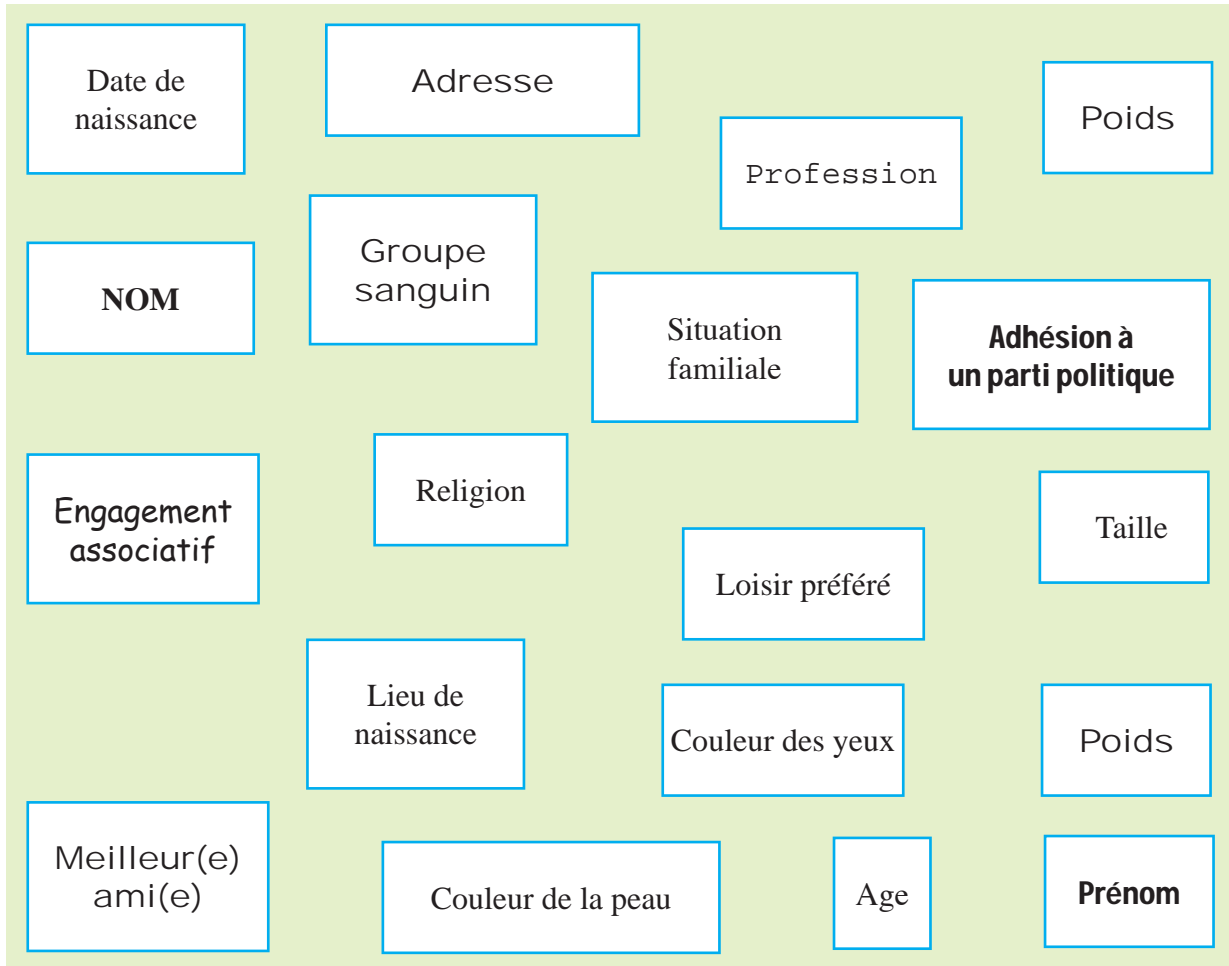 Date de
naissance
Adresse
Poids
Profession
Groupe
sanguin
NOM
Situation
familiale
Adhésion à
un parti politique
Religion
Engagement
associatif
Taille
Loisir préféré
Lieu de
naissance
Couleur des yeux
Poids
Meilleur(e)
ami(e)
Couleur de la peau
Age
Prénom